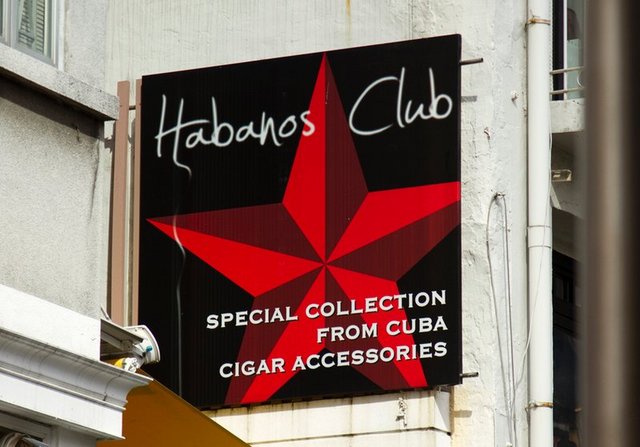 Habanos Club
SPECIAL COLLECTION
FROM CUBA
CIGAR ACCESSORIES